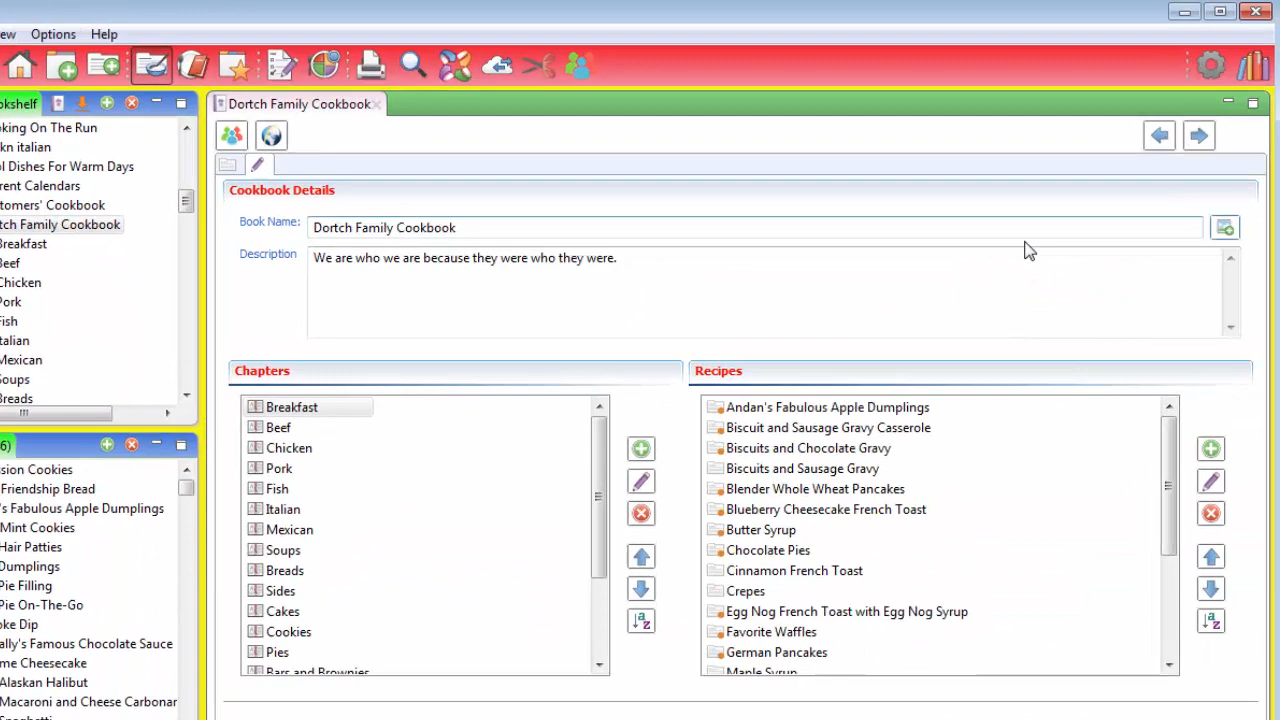 ew Options Help
okshelf
oking On The Run
kn italian
l Dishes For Warm Days
rent Calendars
stomers' Cookbook
tch Family Cookbook
Breakfast
Beef
Chicken
Pork
Fish
Italian
Mexican
Soups
Breads
6)
ssion Cookies
Friendship Bread
's Fabulous Apple Dumplings
Mint Cookies
Hair Patties
Dumplings
Pie Filling
Pie On-The-Go
oke Dip
ally's Famous Chocolate Sauce
me Cheesecake
Alaskan Halibut
Macaroni and Cheese Carbonar
Spaghetti
Dortch Family Cookbook
Cookbook Details
Book Name: Dortch Family Cookbook
Description We are who we are because they were who they were.
Chapters
Breakfast
Beef
Chicken
Pork
Fish
Italian
Mexican
Soups
Breads
Sides
Cakes
Cookies
Pies
Bars and Brownies
Recipes
Andan's Fabulous Apple Dumplings
Biscuit and Sausage Gravy Casserole
Biscuits and Chocolate Gravy
Biscuits and Sausage Gravy
Blender Whole Wheat Pancakes
Blueberry Cheesecake French Toast
Butter Syrup
Chocolate Pies
Cinnamon French Toast
Crepes
Egg Nog French Toast with Egg Nog Syrup
Favorite Waffles
German Pancakes
Maple Syrup